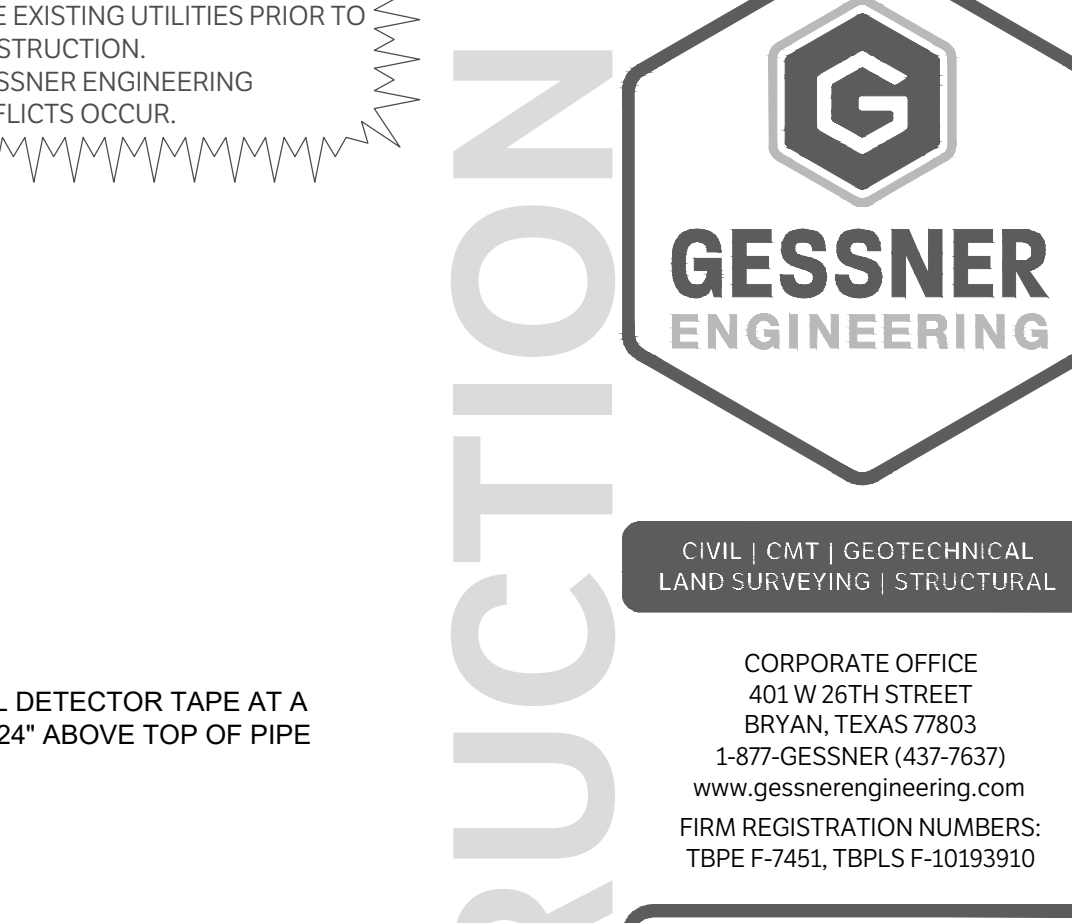 E EXISTING UTILITIES PRIOR TO
STRUCTION.
SSNER ENGINEERING
FLICTS OCCUR.
L DETECTOR TAPE AT A
24" ABOVE TOP OF PIPE
RUCTION
G
GESSNER
ENGINEERING
CIVIL | CMT | GEOTECHNICAL
LAND SURVEYING | STRUCTURAL
CORPORATE OFFICE
401 W 26TH STREET
BRYAN, TEXAS 77803
1-877-GESSNER (437-7637)
www.gessnerengineering.com
FIRM REGISTRATION NUMBERS:
TBPE F-7451, TBPLS F-10193910